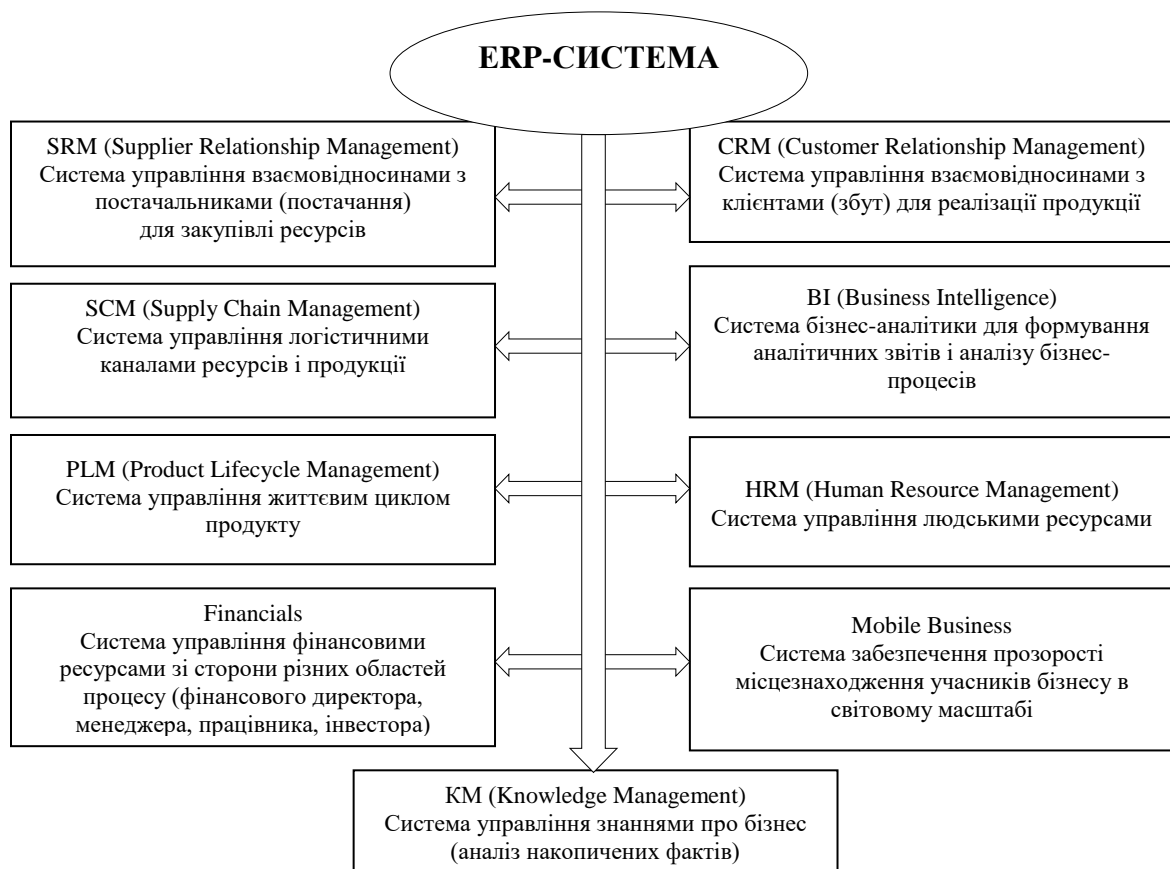 ERP-СИСТЕМА
SRM (Supplier Relationship Management)
Система управління взаємовідносинами з
постачальниками (постачання)
для закупівлі ресурсів
CRM (Customer Relationship Management)
Система управління взаємовідносинами з
клієнтами (збут) для реалізації продукції
SCM (Supply Chain Management)
Система управління логістичними
каналами ресурсів і продукції
BI (Business Intelligence)
Система бізнес-аналітики для формування
аналітичних звітів і аналізу бізнес-
процесів
PLM (Product Lifecycle Management)
Система управління життєвим циклом
продукту
HRM (Human Resource Management)
Система управління людськими ресурсами
Financials
Система управління фінансовими
ресурсами зі сторони різних областей
процесу (фінансового директора,
менеджера, працівника, інвестора)
Mobile Business
Система забезпечення прозорості
місцезнаходження учасників бізнесу в
світовому масштабі
KM (Knowledge Management)
Система управління знаннями про бізнес
(аналіз накопичених фактів)